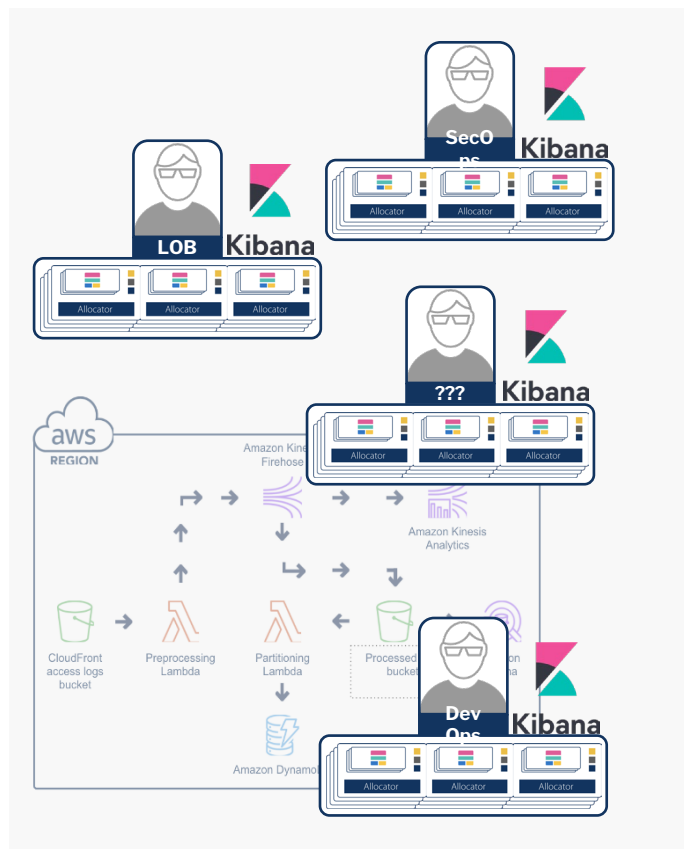 SecO
ps
Kibana
Allocator
Allocator
Allocator
LOB
Kibana
Allocator
Allocator
Allocator
???
Kibana
Allocator
Allocator
Allocator
aws
REGION
Amazon Kine
Firehose
Amazon Kinesis
Analytics
CloudFront
access logs
bucket
Preprocessing
Lambda
Partitioning
Lambda
Processed
bucket
on
na
Dev
Ops
Kibana
Amazon Dynamo
Allocator
Allocator
Allocator